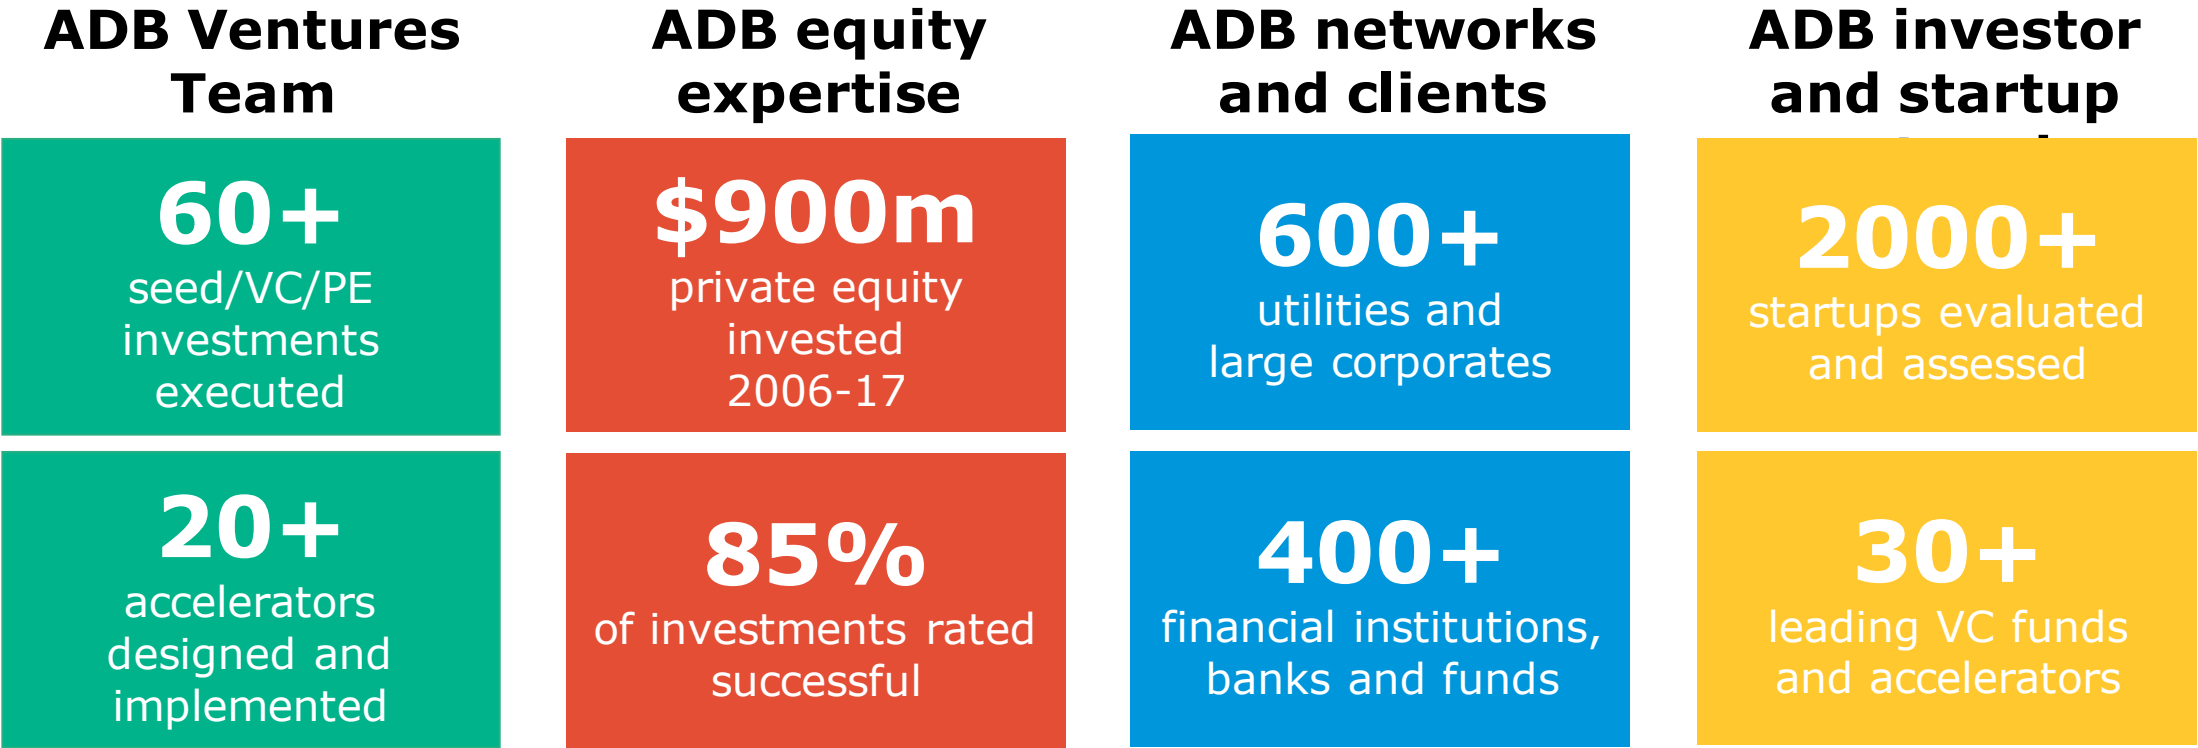 ADB Ventures
Team
60+
seed/VC/PE
investments
executed
20+
accelerators
designed and
implemented
ADB equity
expertise
$900m
private equity
invested
2006-17
85%
of investments rated
successful
ADB networks
and clients
600+
utilities and
large corporates
400+
financial institutions,
banks and funds
ADB investor
and startup
2000+
startups evaluated
and assessed
30+
leading VC funds
and accelerators